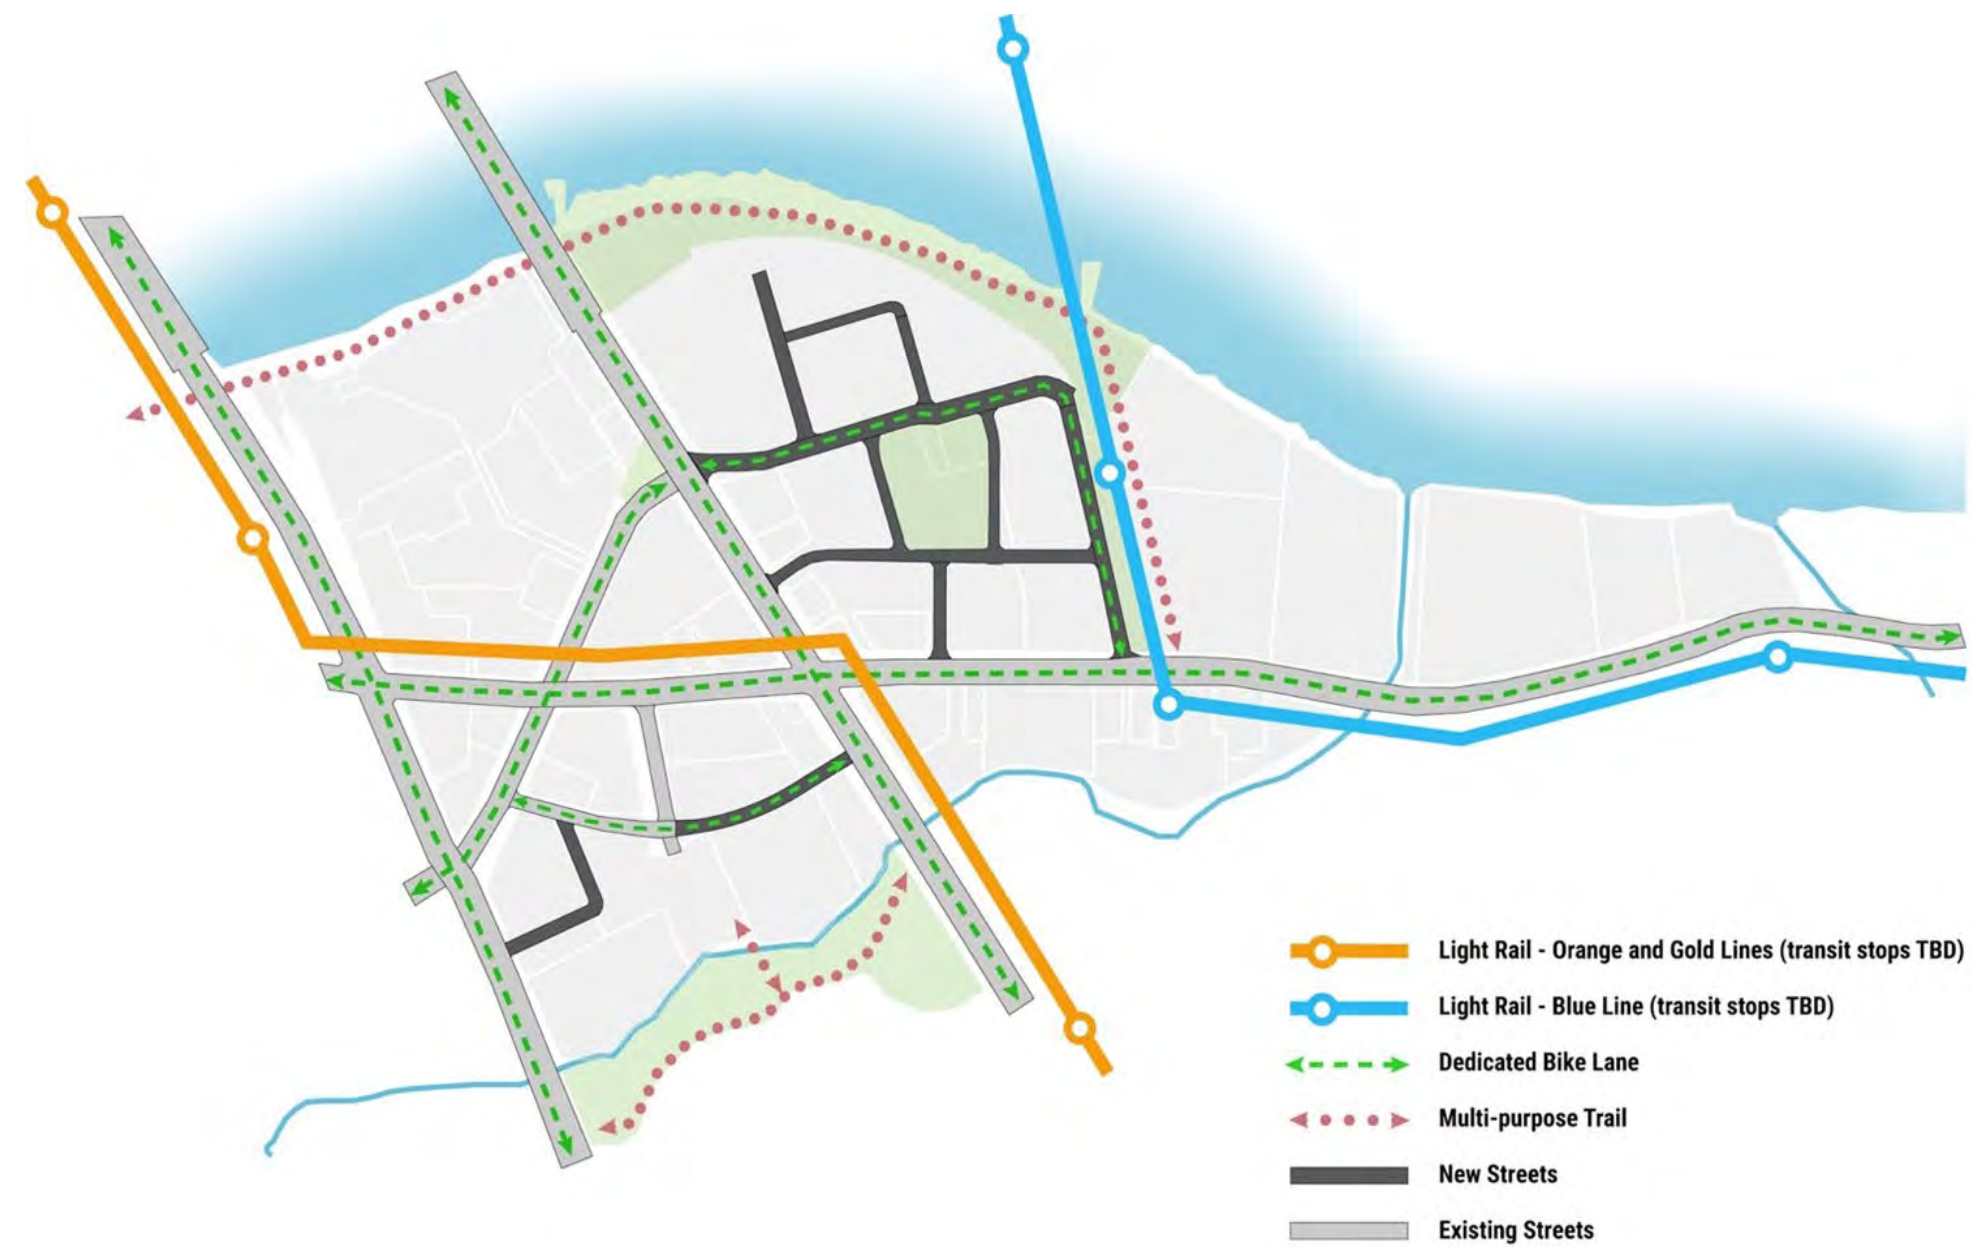 Light Rail - Orange and Gold Lines (transit stops TBD)
Light Rail - Blue Line (transit stops TBD)
Dedicated Bike Lane
Multi-purpose Trail
New Streets
Existing Streets